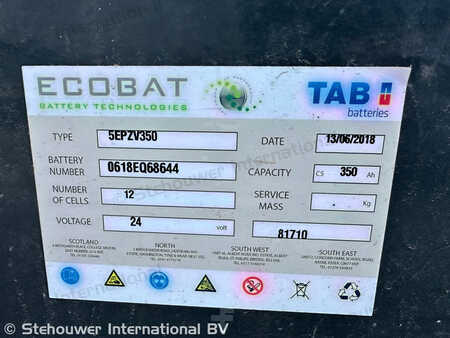 ECOBAT
BATTERY TECHNOLOGIES
TAB
batteries
TYPE 5EPZV350 DATE 13/06/2018
BATTERY NUMBER 0618EQ68644 CAPACITY C5 350 Ah
NUMBER OF CELLS 12 SERVICE MASS . Kg
VOLTAGE 24 volt 81710
SCOTLAND NORTH SOUTH WEST SOUTH EAST
© Stehouwer International BV